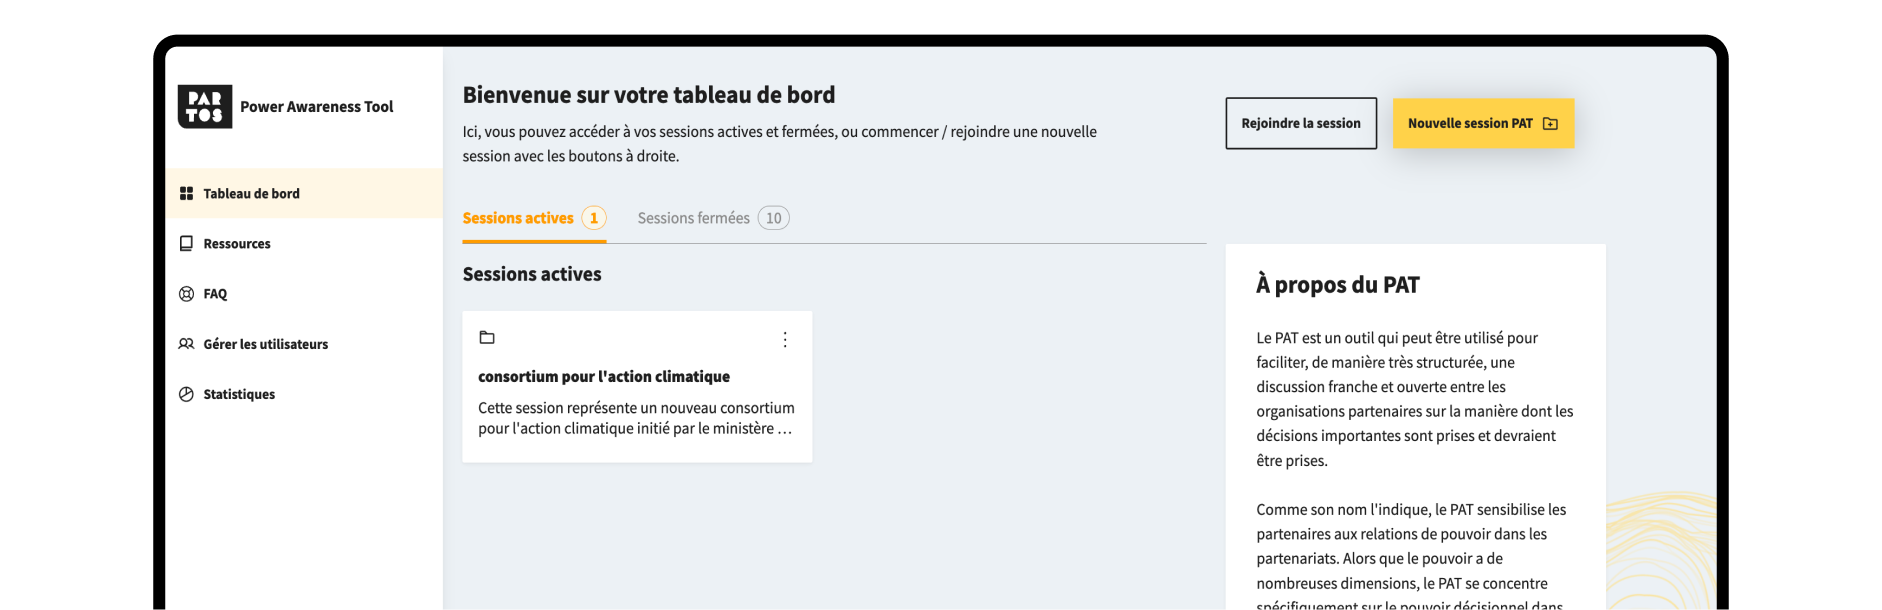 PAR
TOS
Power Awareness Tool
Tableau de bord
Ressources
FAQ
Gérer les utilisateurs
Statistiques
Bienvenue sur votre tableau de bord
Ici, vous pouvez accéder à vos sessions actives et fermées, ou commencer / rejoindre une nouvelle
session avec les boutons à droite.
Rejoindre la session
Nouvelle session PAT
Sessions actives 1
Sessions fermées 10
Sessions actives
consortium pour l'action climatique
Cette session représente un nouveau consortium
pour l'action climatique initié par le ministère ...
À propos du PAT
Le PAT est un outil qui peut être utilisé pour
faciliter, de manière très structurée, une
discussion franche et ouverte entre les
organisations partenaires sur la manière dont les
décisions importantes sont prises et devraient
être prises.
Comme son nom l'indique, le PAT sensibilise les
partenaires aux relations de pouvoir dans les
partenariats. Alors que le pouvoir a de
nombreuses dimensions, le PAT se concentre
spécifiquement sur le pouvoir décisionnel dans